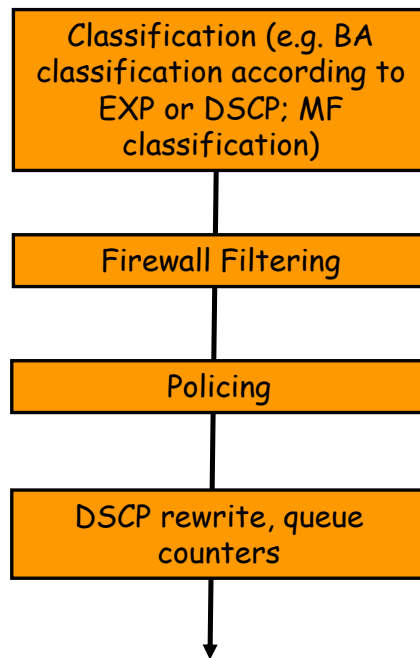 Classification (e.g. BA
classification according to
EXP or DSCP; MF
classification)
Firewall Filtering
Policing
DSCP rewrite, queue
counters